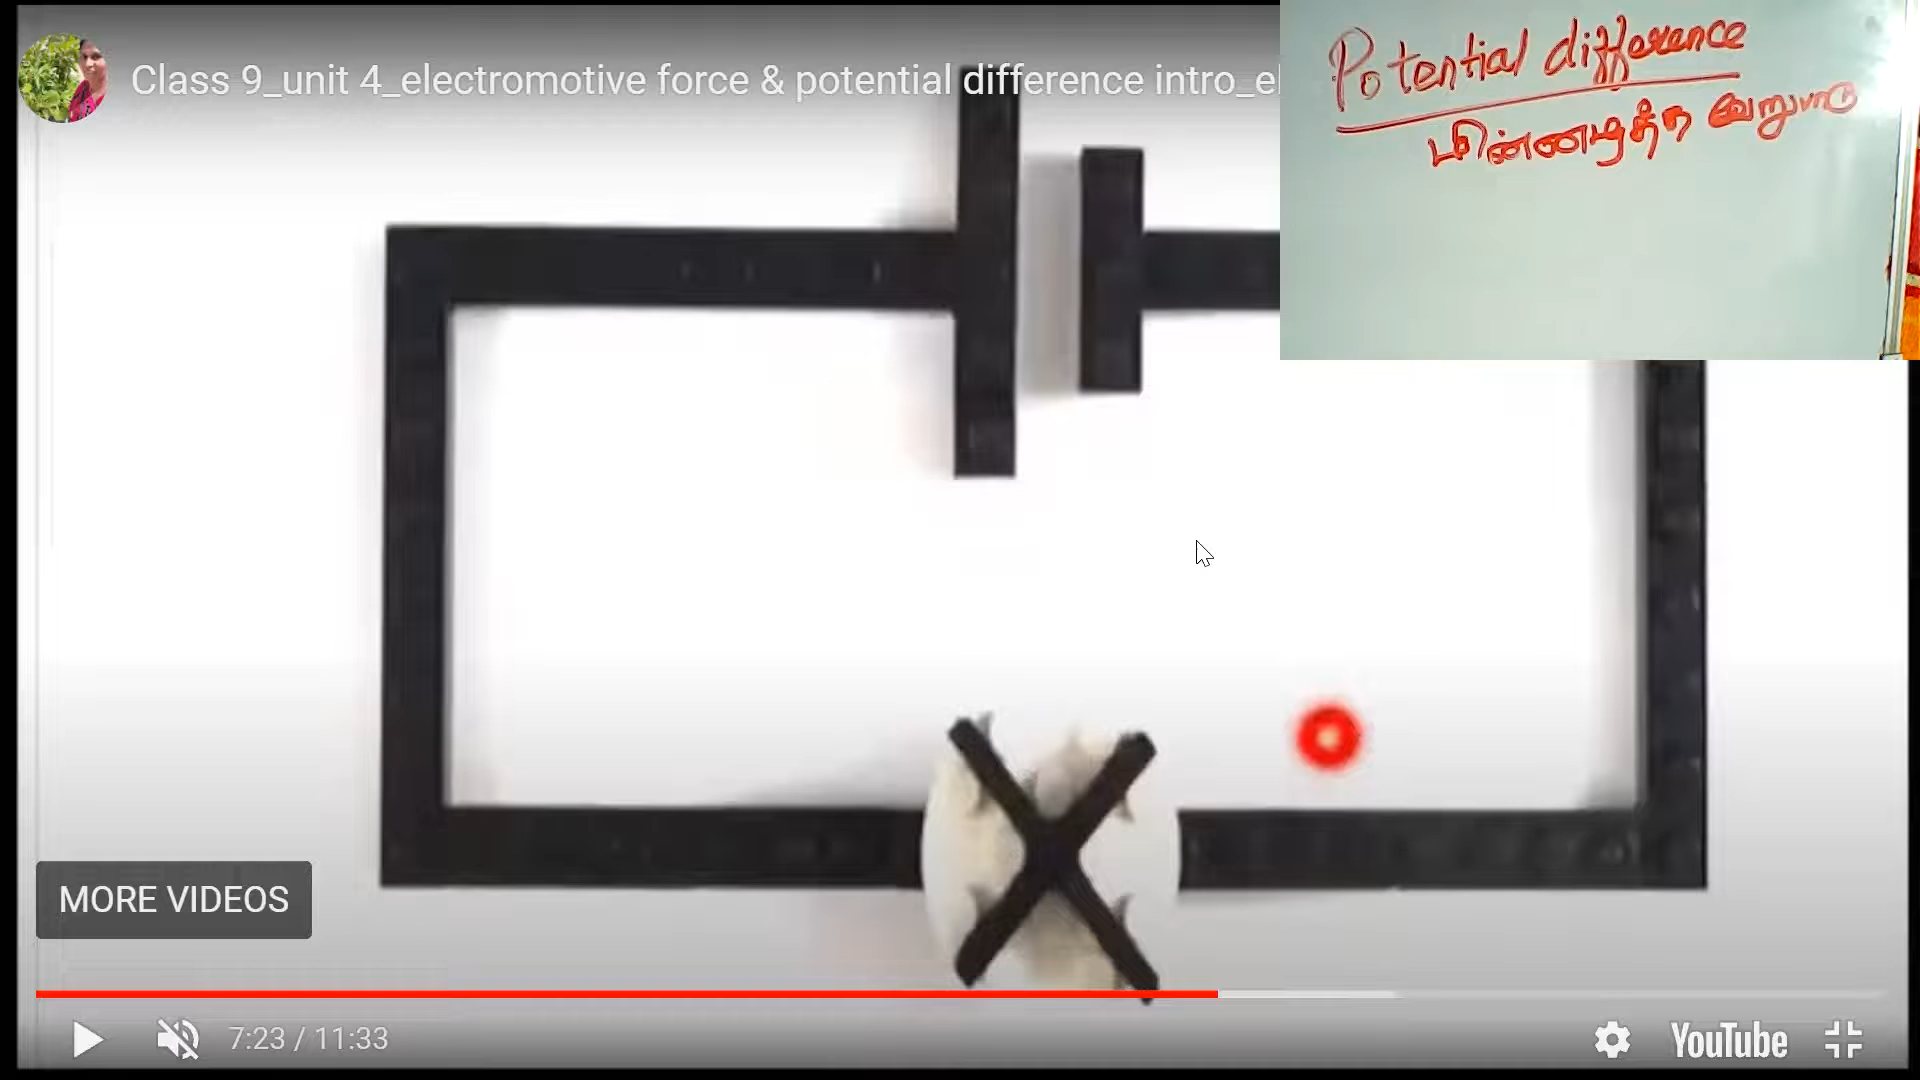 Class 9_unit 4_electromotive force & potential difference intro_el
Potential difference
மின்னழுத்த வேறுபாடு
MORE VIDEOS
7:23 / 11:33
YouTube